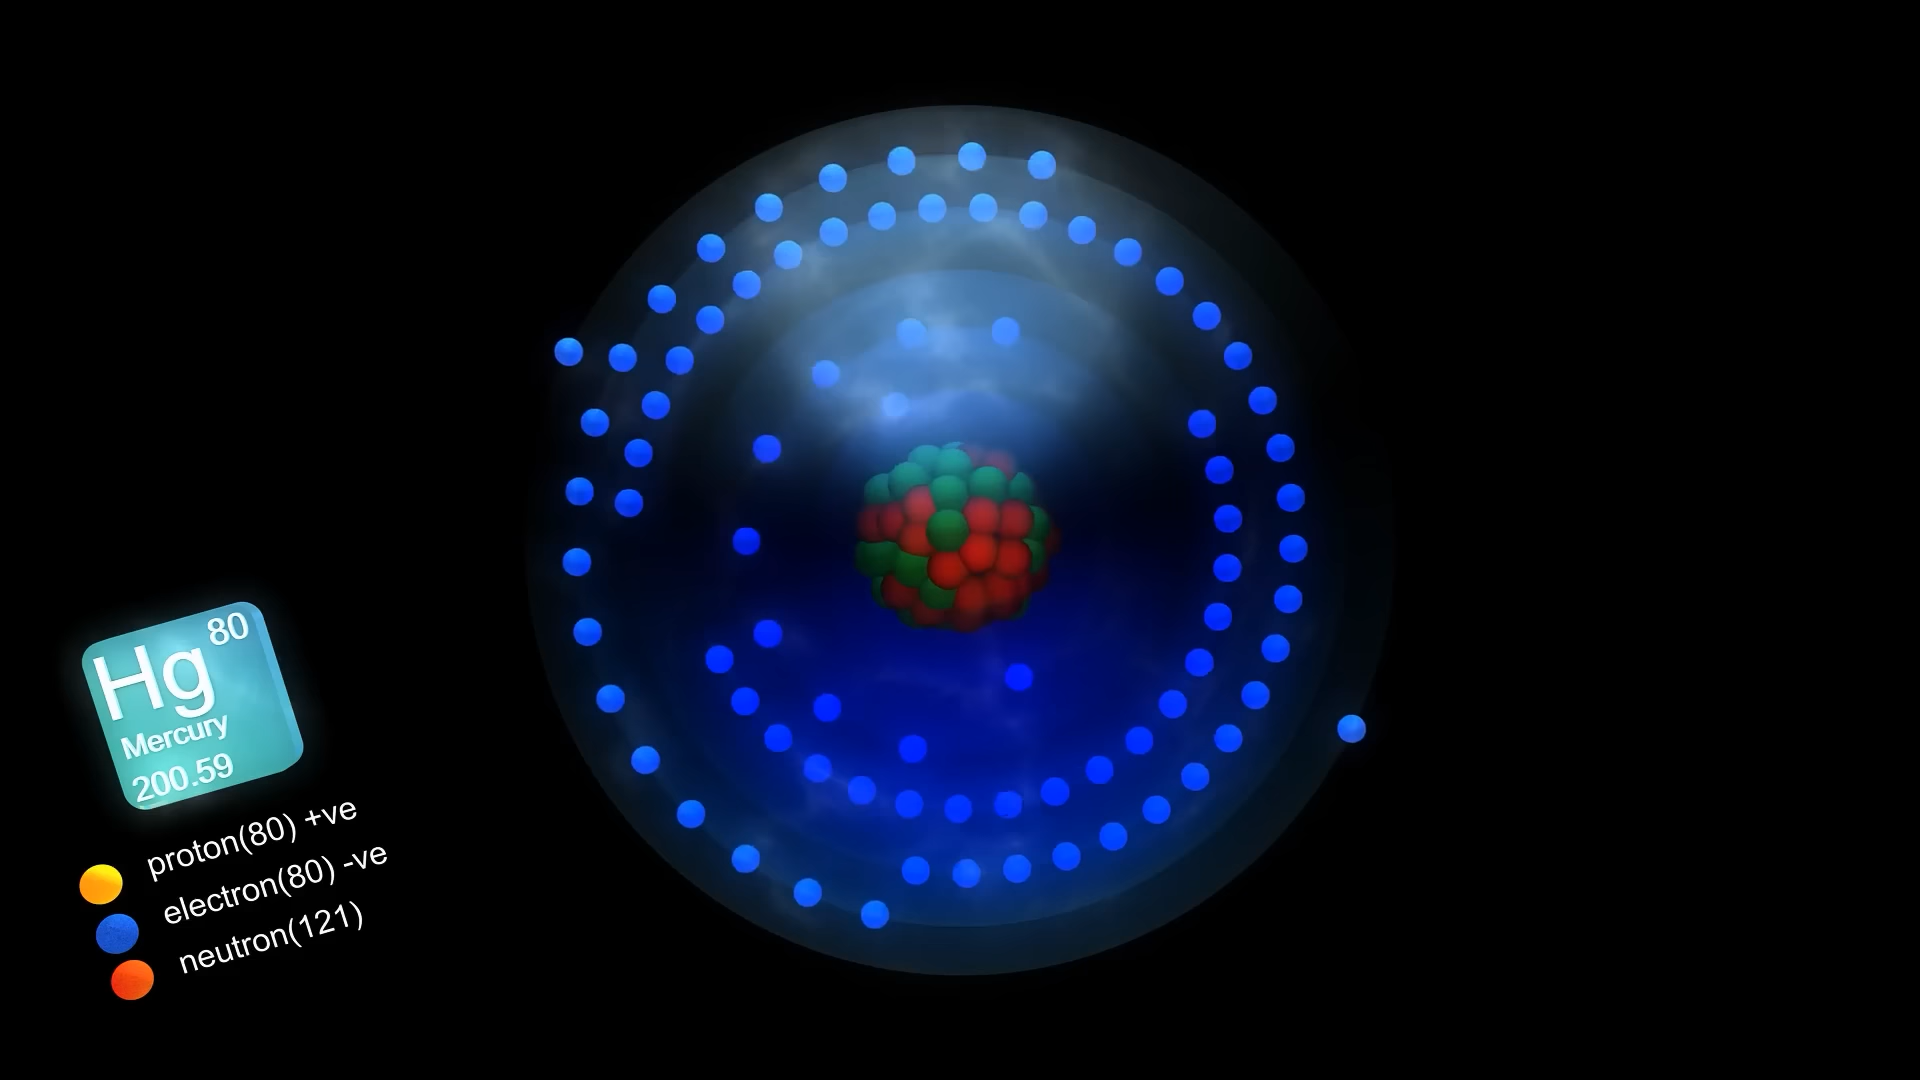 80
Hg
Mercury
200.59
proton(80) +ve
electron(80) -ve
neutron(121)